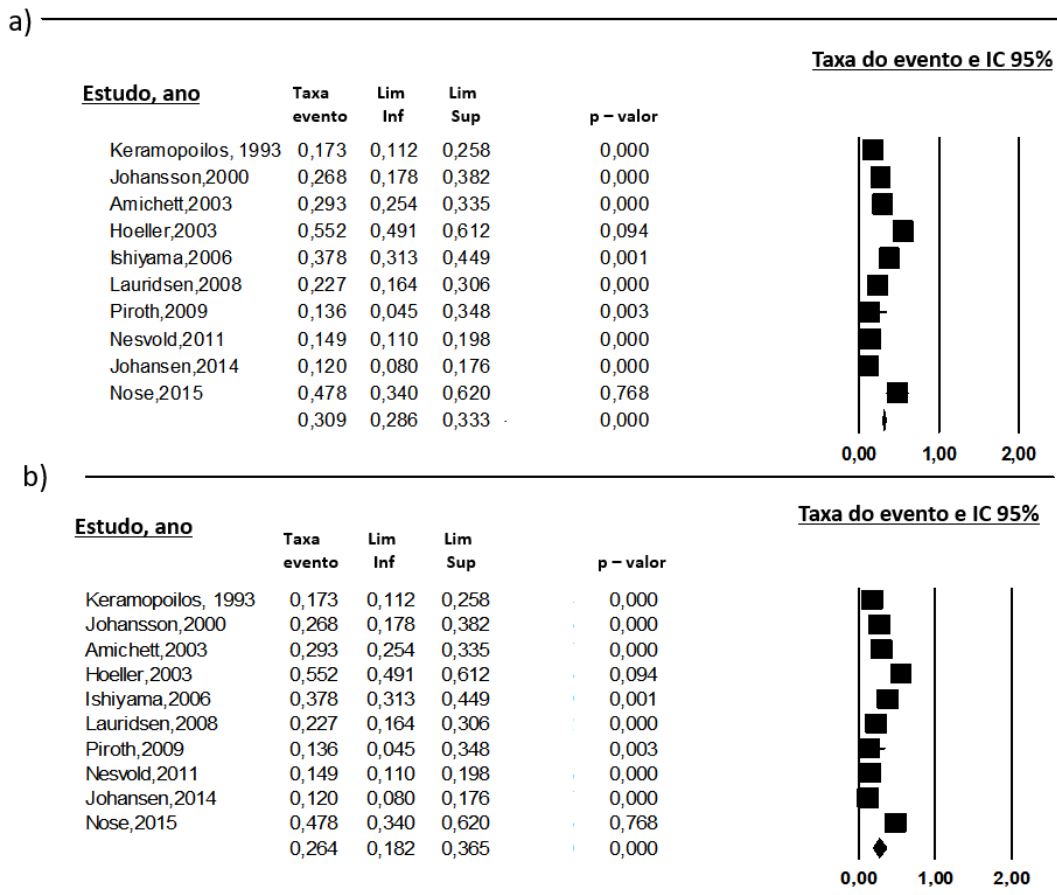 a)
Taxa do evento e IC 95%
Estudo, ano Taxa evento Lim Inf Lim Sup p – valor
Keramopoilos, 1993 0,173 0,112 0,258 0,000
Johansson,2000 0,268 0,178 0,382 0,000
Amichett,2003 0,293 0,254 0,335 0,000
Hoeller,2003 0,552 0,491 0,612 0,094
Ishiyama,2006 0,378 0,313 0,449 0,001
Lauridsen,2008 0,227 0,164 0,306 0,000
Piroth,2009 0,136 0,045 0,348 0,003
Nesvold,2011 0,149 0,110 0,198 0,000
Johansen,2014 0,120 0,080 0,176 0,000
Nose,2015 0,478 0,340 0,620 0,768
0,309 0,286 0,333 0,000
0,00 1,00 2,00
b)
Taxa do evento e IC 95%
Estudo, ano Taxa evento Lim Inf Lim Sup p – valor
Keramopoilos, 1993 0,173 0,112 0,258 0,000
Johansson,2000 0,268 0,178 0,382 0,000
Amichett,2003 0,293 0,254 0,335 0,000
Hoeller,2003 0,552 0,491 0,612 0,094
Ishiyama,2006 0,378 0,313 0,449 0,001
Lauridsen,2008 0,227 0,164 0,306 0,000
Piroth,2009 0,136 0,045 0,348 0,003
Nesvold,2011 0,149 0,110 0,198 0,000
Johansen,2014 0,120 0,080 0,176 0,000
Nose,2015 0,478 0,340 0,620 0,768
0,264 0,182 0,365 0,000
0,00 1,00 2,00